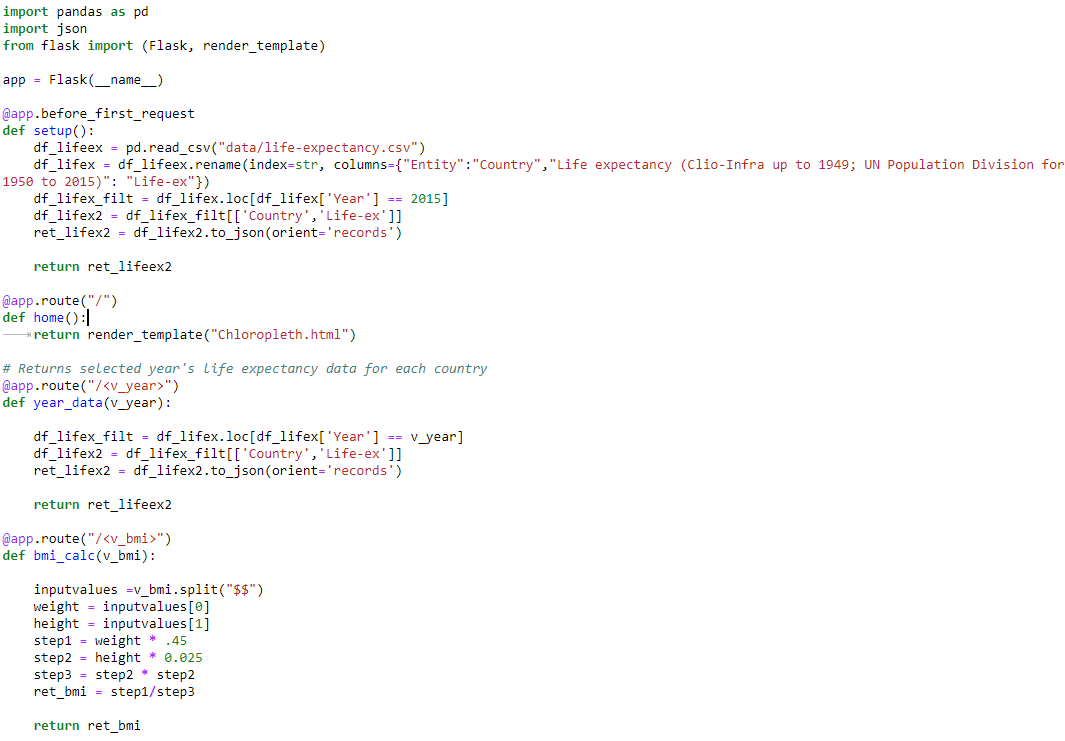 import pandas as pd
import json
from flask import (Flask, render_template)
app = Flask(__name__)
@app.before_first_request
def setup():
    df_lifeex = pd.read_csv("data/life-expectancy.csv")
    df_lifex = df_lifeex.rename(index=str, columns={"Entity":"Country","Life expectancy (Clio-Infra up to 1949; UN Population Division for
1950 to 2015)": "Life-ex"})
    df_lifex_filt = df_lifex.loc[df_lifex['Year'] == 2015]
    df_lifex2 = df_lifex_filt[['Country','Life-ex']]
    ret_lifex2 = df_lifex2.to_json(orient='records')
    return ret_lifeex2
@app.route("/")
def home():
    return render_template("Chloropleth.html")
# Returns selected year's life expectancy data for each country
@app.route("/<v_year>")
def year_data(v_year):
    df_lifex_filt = df_lifex.loc[df_lifex['Year'] == v_year]
    df_lifex2 = df_lifex_filt[['Country','Life-ex']]
    ret_lifex2 = df_lifex2.to_json(orient='records')
    return ret_lifeex2
@app.route("/<v_bmi>")
def bmi_calc(v_bmi):
    inputvalues =v_bmi.split("$$")
    weight = inputvalues[0]
    height = inputvalues[1]
    step1 = weight * .45
    step2 = height * 0.025
    step3 = step2 * step2
    ret_bmi = step1/step3
    return ret_bmi